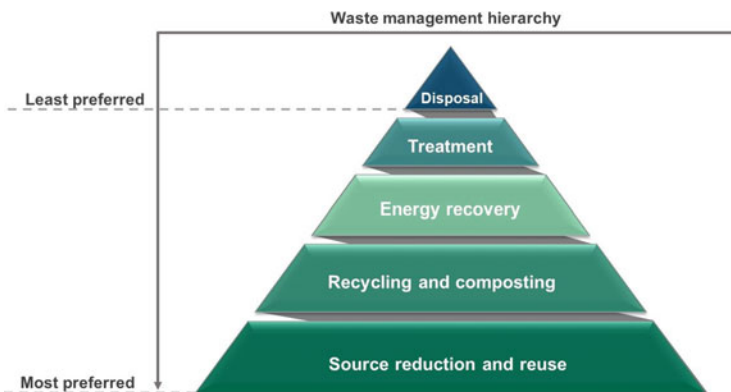 Waste management hierarchy
Least preferred
Disposal
Treatment
Energy recovery
Recycling and composting
Source reduction and reuse
Most preferred